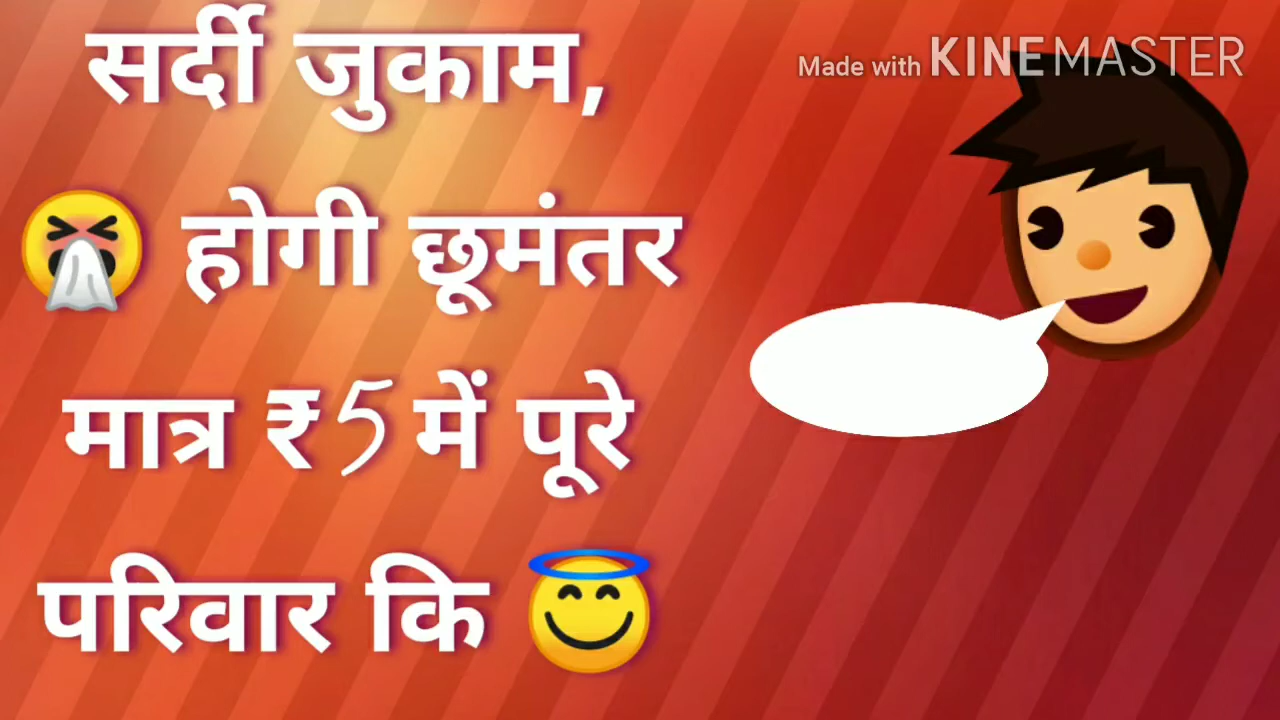 सर्दी जुकाम,
होगी छूमंतर
मात्र ₹5 में पूरे
परिवार कि
Made with KINEMASTER